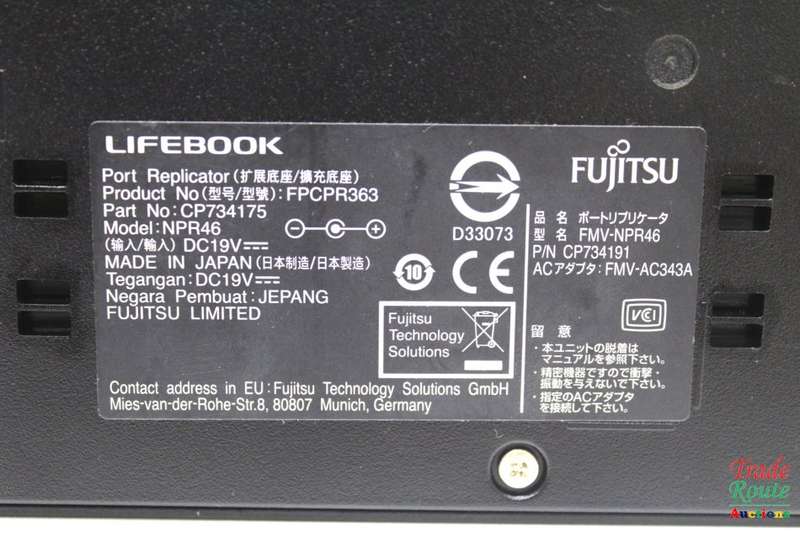 LIFEBOOK
Port Replicator (扩展底座/擴充底座)
Product No (型号/型號) : FPCPR363
Part No : CP734175
Model : NPR46
(输入/輸入) DC19V
MADE IN JAPAN (日本制造/日本製造)
Tegangan : DC19V
Negara Pembuat : JEPANG
FUJITSU LIMITED
D33073
10
CE
Fujitsu
Technology
Solutions
Contact address in EU : Fujitsu Technology Solutions GmbH
Mies-van-der-Rohe-Str.8, 80807 Munich, Germany
FUJITSU
品 名 ポートリプリケータ
型 名 FMV-NPR46
P/N CP734191
ACアダプタ : FMV-AC343A
VCI
留 意
・本ユニットの脱着は
マニュアルを参照下さい。
・精密機器ですので衝撃・
振動を与えないで下さい。
・指定のACアダプタ
を接続して下さい。
Trade
Route
Auctions